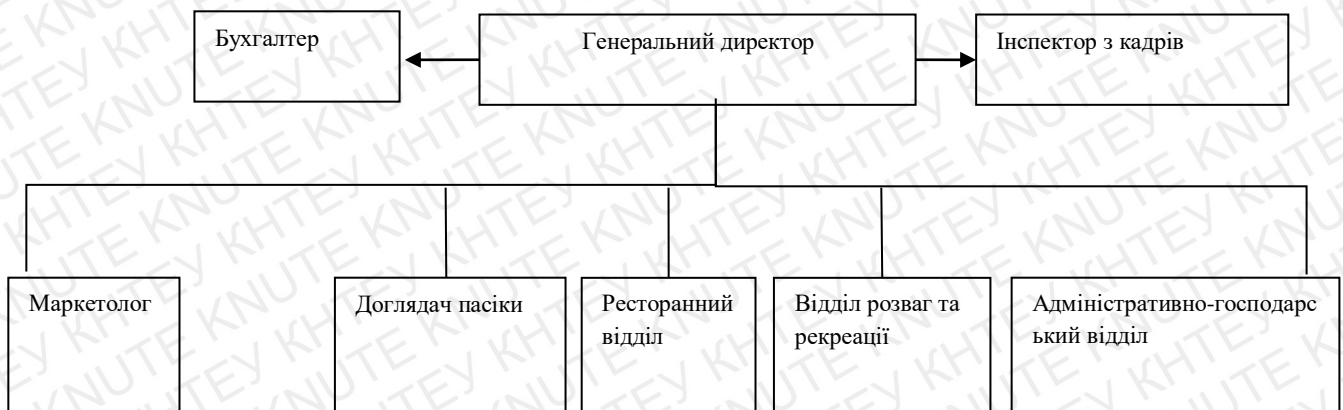 Бухгалтер
Генеральний директор
Інспектор з кадрів
Маркетолог
Доглядач пасіки
Ресторанний
відділ
Відділ розваг та
рекреації
Адміністративно-господарс
ький відділ